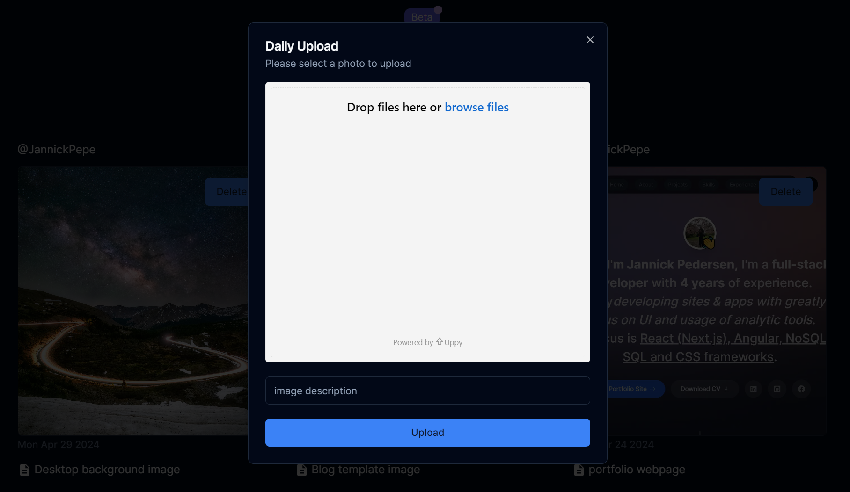 Beta
Daily Upload
Please select a photo to upload
Drop files here or browse files
Powered by Uppy
image description
Upload
@JannickPepe
Delete
Mon Apr 29 2024
Desktop background image
Blog template image
ickPepe
Delete
I'm Jannick Pedersen, I'm a full-stack
eloper with 4 years of experience.
developing sites & apps with greatly
us on UI and usage of analytic tools.
cus is React (Next.js), Angular, NoSQL,
SQL and CSS frameworks.
Portfolio Site
Download CV
24 2024
portfolio webpage